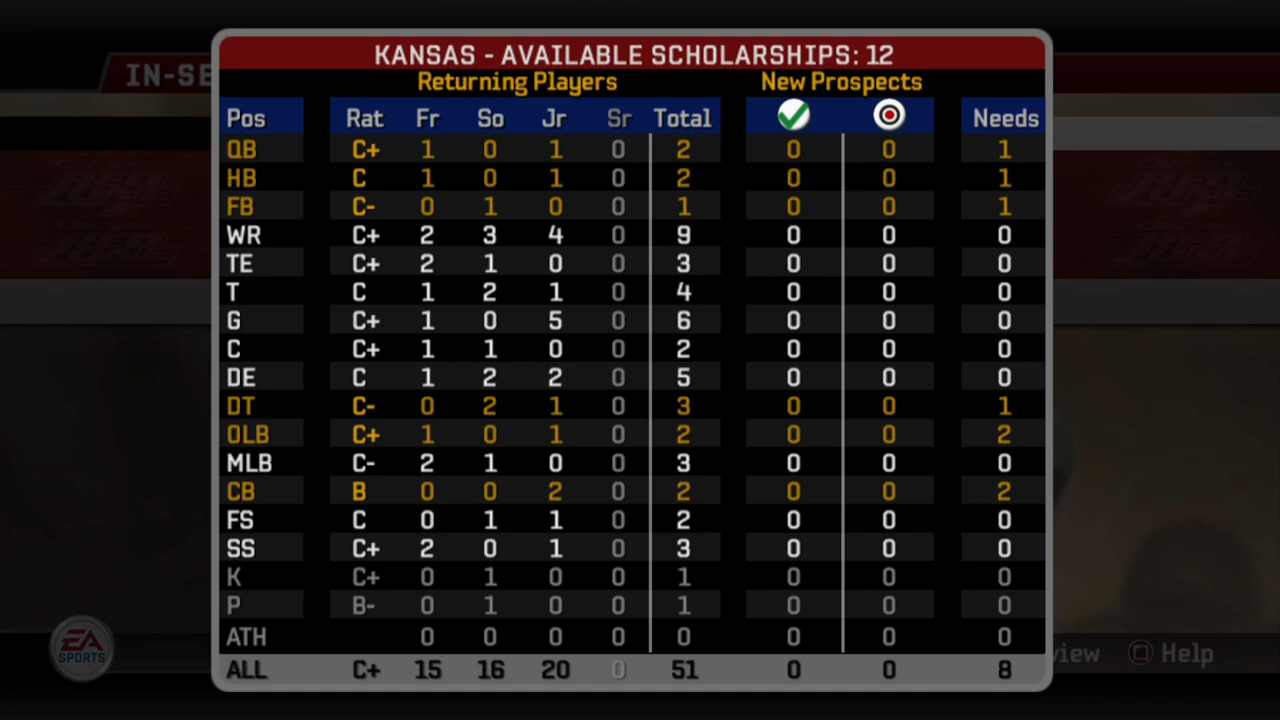 KANSAS - AVAILABLE SCHOLARSHIPS: 12
IN-SE
Returning Players New Prospects
Pos Rat Fr So Jr Sr Total Needs
QB C+ 1 0 1 0 2 0 0 1
HB C 1 0 1 0 2 0 0 1
FB C- 0 1 0 0 1 0 0 1
WR C+ 2 3 4 0 9 0 0 0
TE C+ 2 1 0 0 3 0 0 0
T C 1 2 1 0 4 0 0 0
G C+ 1 0 5 0 6 0 0 0
C C+ 1 1 0 0 2 0 0 0
DE C 1 2 2 0 5 0 0 0
DT C- 0 2 1 0 3 0 0 1
OLB C+ 1 0 1 0 2 0 0 2
MLB C- 2 1 0 0 3 0 0 0
CB B 0 0 2 0 2 0 0 2
FS C 0 1 1 0 2 0 0 0
SS C+ 2 0 1 0 3 0 0 0
K C+ 0 1 0 0 1 0 0 0
P B- 0 1 0 0 1 0 0 0
ATH 0 0 0 0 0 0 0 0
ALL C+ 15 16 20 0 51 0 0 8
EA
SPORTS
view Help